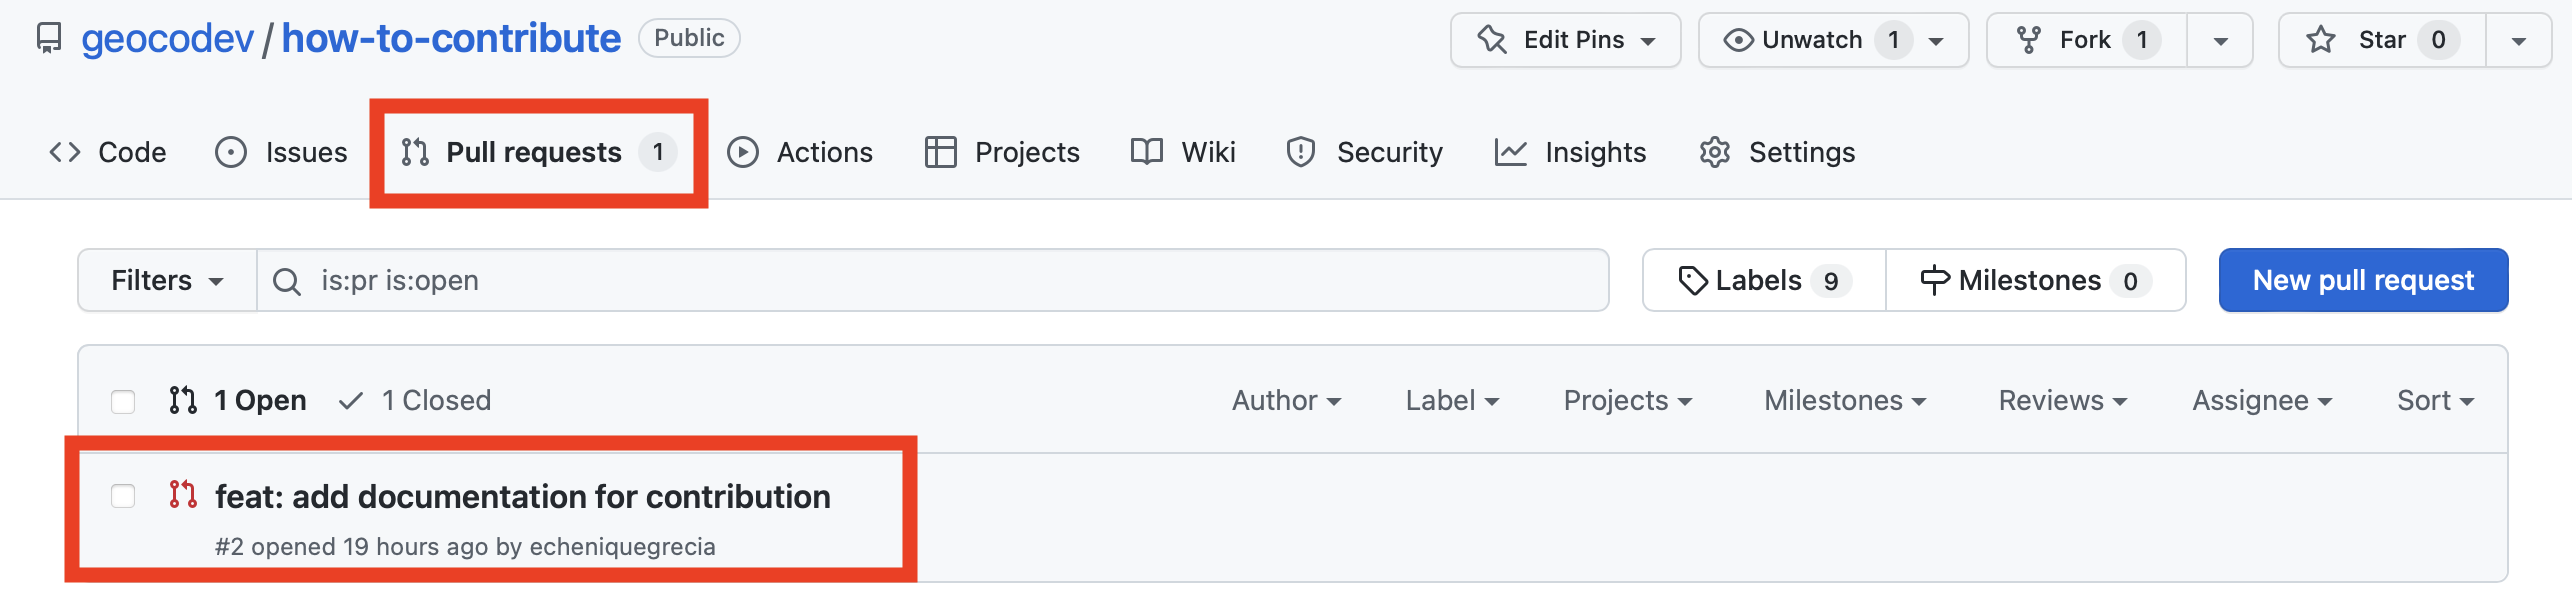 geocodev / how-to-contribute Public Edit Pins Unwatch 1 Fork 1 Star 0
Code Issues Pull requests 1 Actions Projects Wiki Security Insights Settings
Filters is:pr is:open Labels 9 Milestones 0 New pull request
1 Open 1 Closed Author Label Projects Milestones Reviews Assignee Sort
feat: add documentation for contribution
#2 opened 19 hours ago by echeniquegrecia